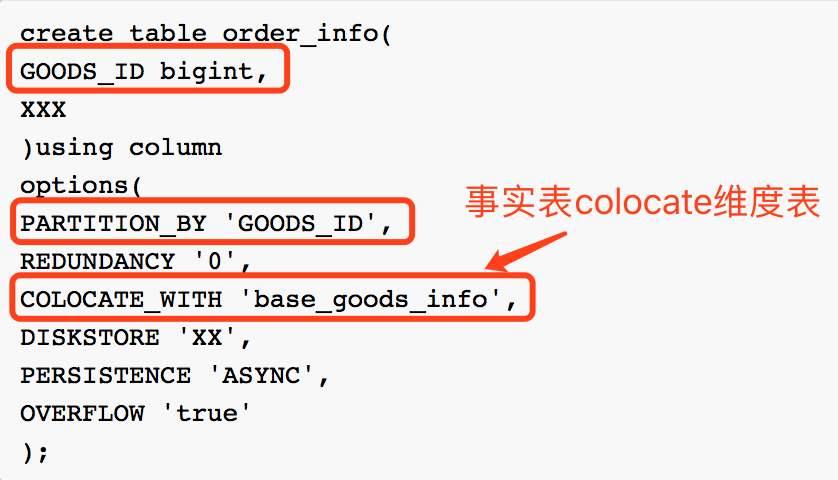 create table order_info(
GOODS_ID bigint,
XXX
)using column
options(
事实表colocate维度表
PARTITION_BY 'GOODS_ID',
REDUNDANCY '0',
COLOCATE_WITH 'base_goods_info',
DISKSTORE 'XX',
PERSISTENCE 'ASYNC',
OVERFLOW 'true'
);